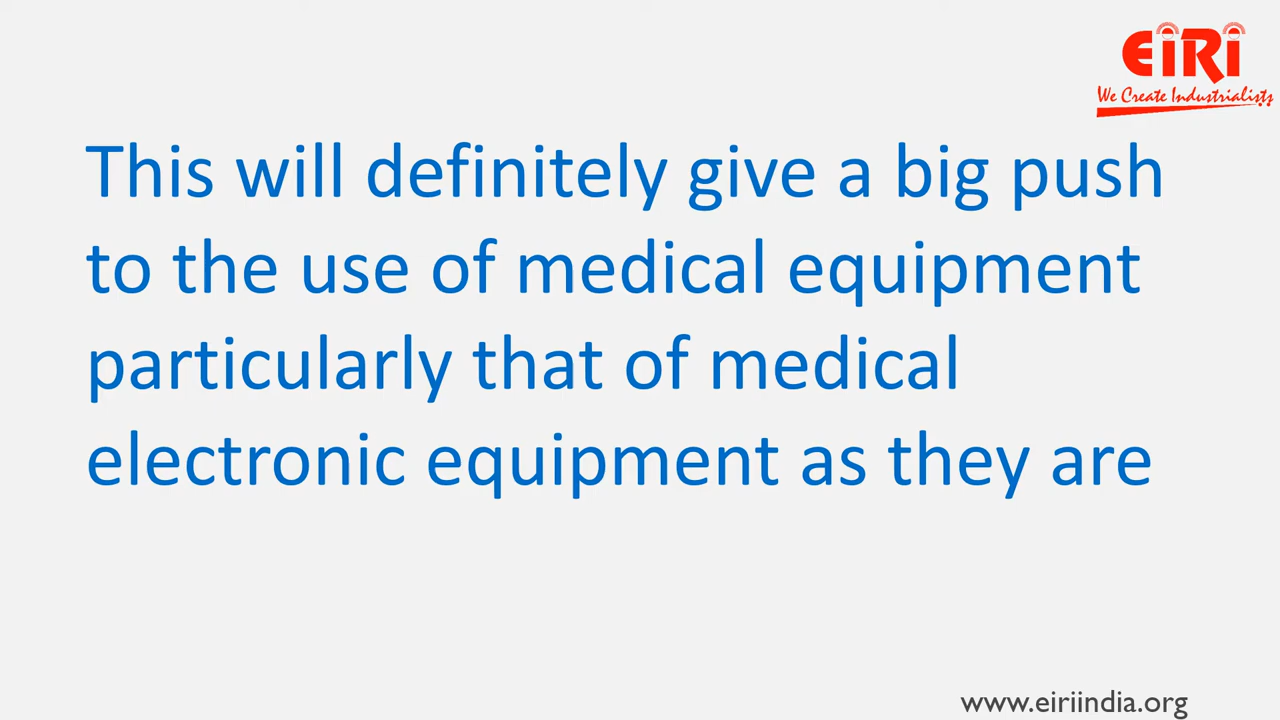 EiRi
We Create Industrialists
This will definitely give a big push
to the use of medical equipment
particularly that of medical
electronic equipment as they are
www.eiriindia.org